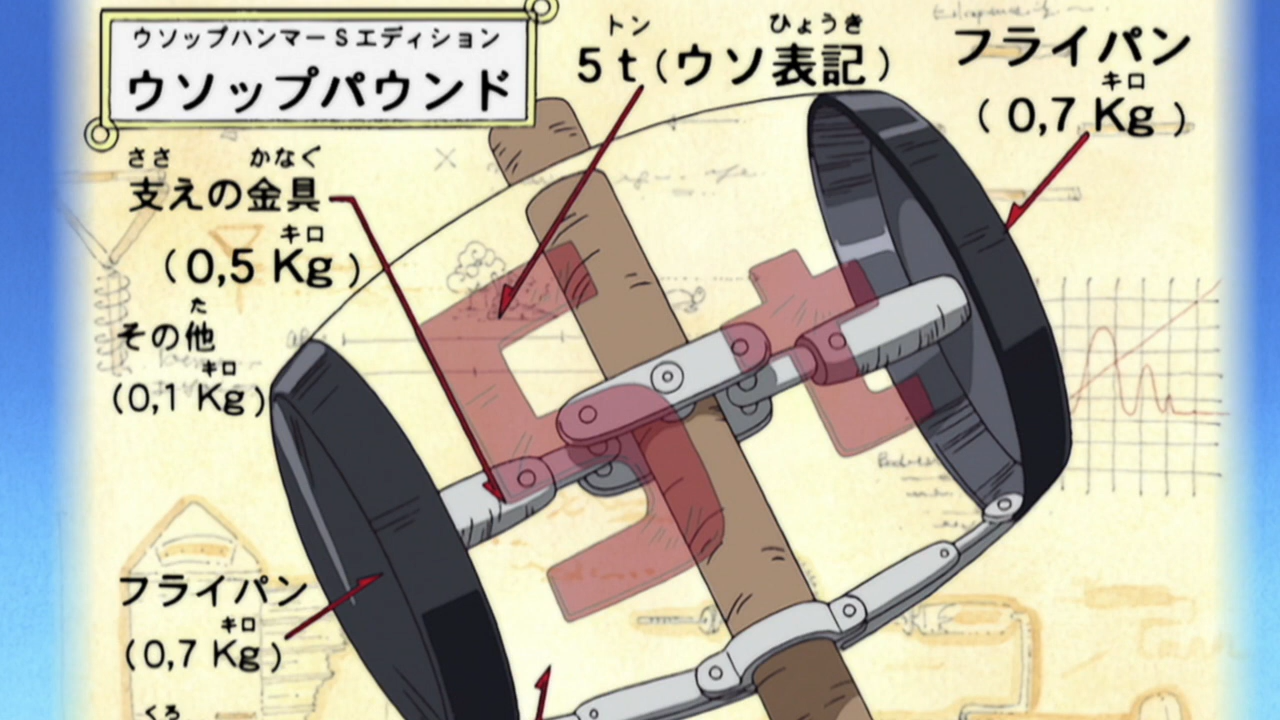 ウソップハンマーSエディション
ウソップパウンド
トン
ひょうき
5t(ウソ表記)
フライパン
キロ
(0,7 Kg)
ささ かなぐ
支えの金具
キロ
(0,5 Kg)
た
その他
キロ
(0,1 Kg)
フライパン
キロ
(0,7 Kg)
くろ